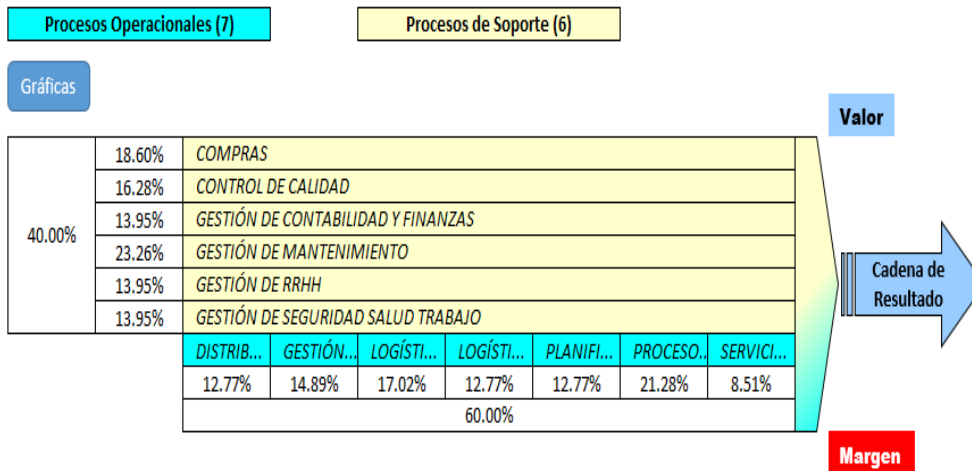 Procesos Operacionales (7)
Procesos de Soporte (6)
Gráficas
Valor
40.00%
18.60% COMPRAS
16.28% CONTROL DE CALIDAD
13.95% GESTIÓN DE CONTABILIDAD Y FINANZAS
23.26% GESTIÓN DE MANTENIMIENTO
13.95% GESTIÓN DE RRHH
13.95% GESTIÓN DE SEGURIDAD SALUD TRABAJO
Cadena de
Resultado
DISTRIB... GESTIÓN... LOGÍSTI... LOGÍSTI... PLANIFI... PROCESO... SERVICI...
12.77% 14.89% 17.02% 12.77% 12.77% 21.28% 8.51%
60.00%
Margen